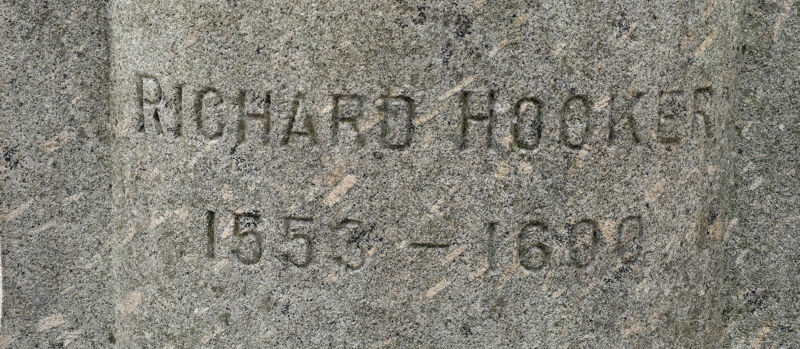 RICHARD HOOKER
1553 – 1600